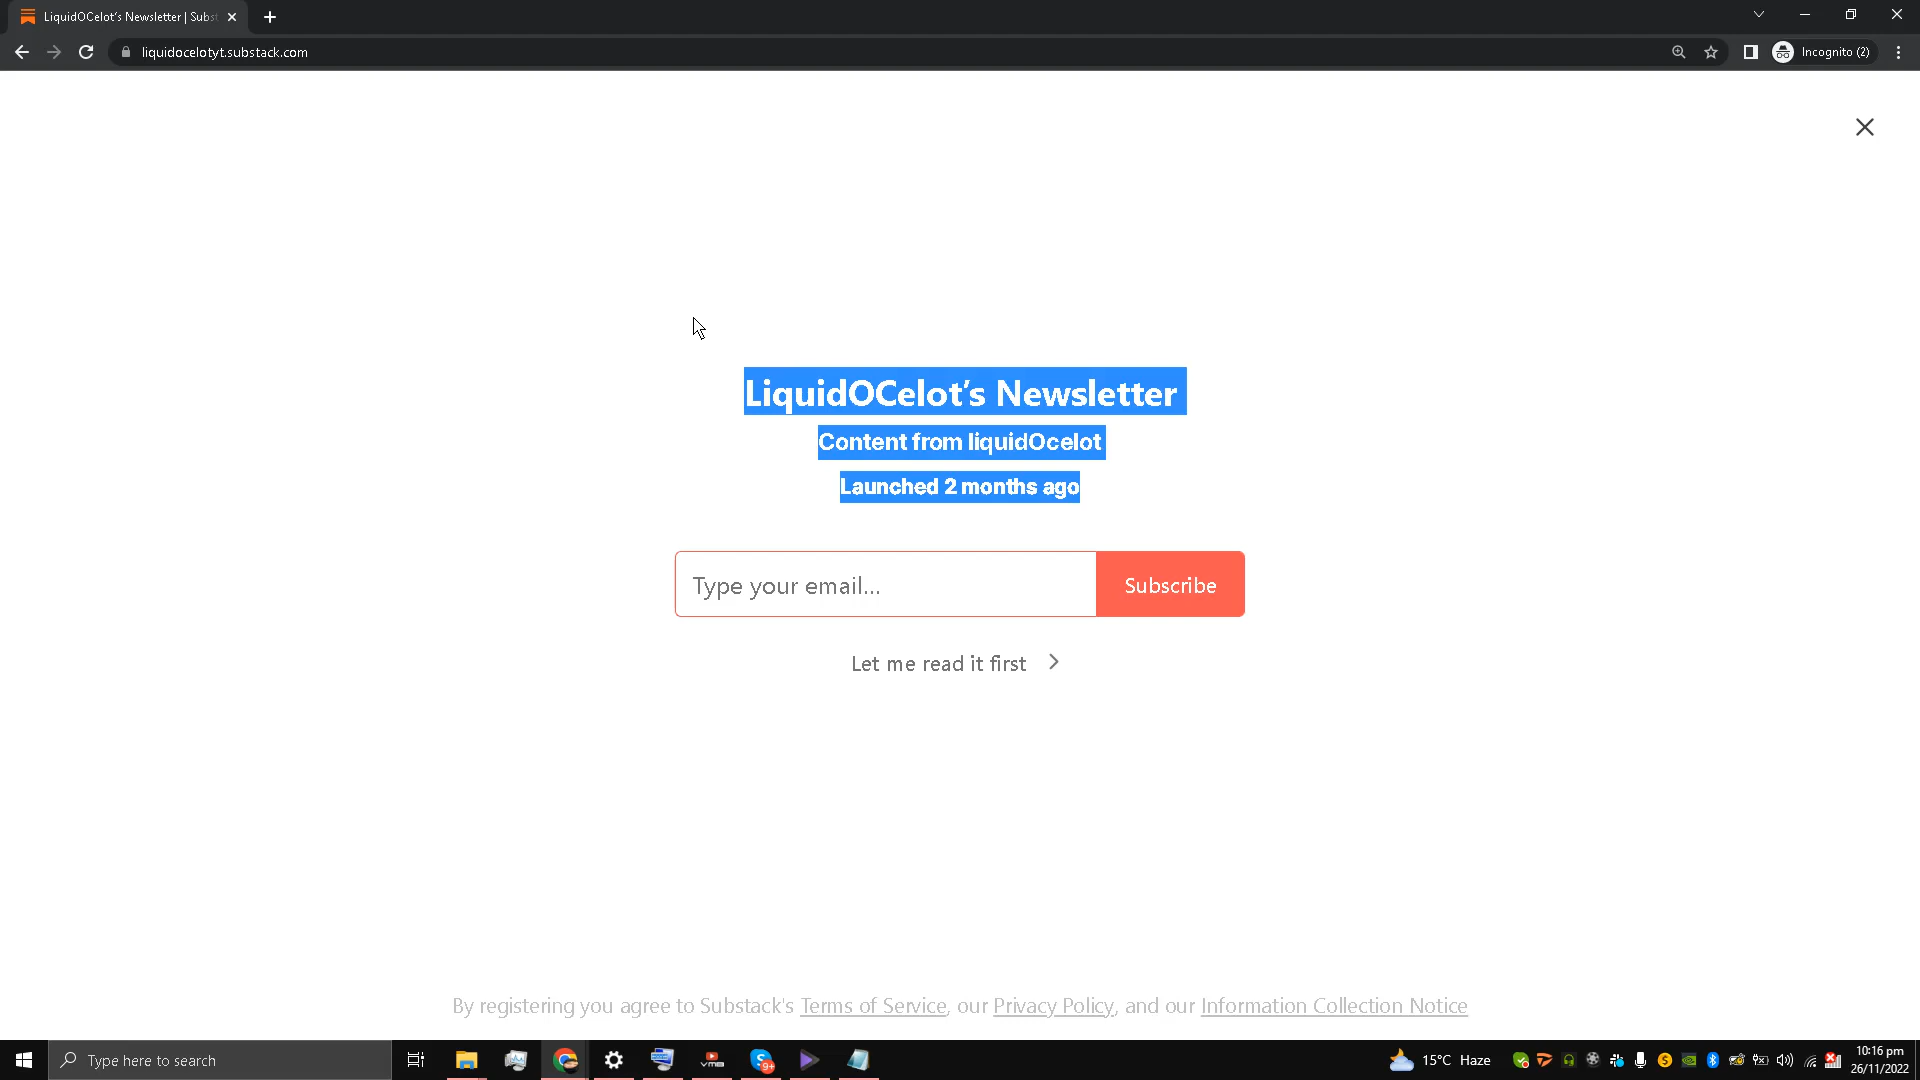 LiquidOCelot's Newsletter | Subst
liquidocelotyt.substack.com
Incognito (2)
LiquidOCelot's Newsletter
Content from liquidOcelot
Launched 2 months ago
Type your email...
Subscribe
Let me read it first
By registering you agree to Substack's Terms of Service, our Privacy Policy, and our Information Collection Notice
Type here to search
15°C Haze
10:16 pm
26/11/2022